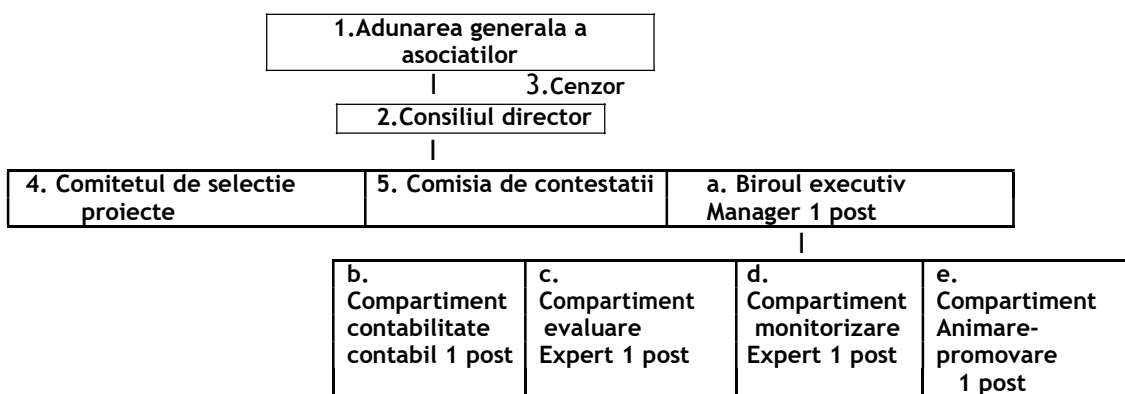 1.Adunarea generala a
asociatilor
3.Cenzor
2.Consiliul director
4. Comitetul de selectie
proiecte
5. Comisia de contestatii
a. Biroul executiv
Manager 1 post
b.
Compartiment
contabilitate
contabil 1 post
c.
Compartiment
evaluare
Expert 1 post
d.
Compartiment
monitorizare
Expert 1 post
e.
Compartiment
Animare-
promovare
1 post